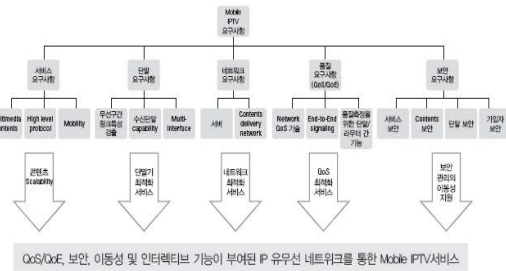 Mobile
IPTV
요구사항
서비스
요구사항
단말
요구사항
네트워크
요구사항
품질
요구사항
(QoS/QoE)
보안
요구사항
ltimedia
ntents
High level
protocol
Mobility
무선구간
링크특성
검출
수신단말
capability
Multi-
interface
서버
Contents
delivery
network
Network
QoS 기술
End-to-End
signaling
품질측정을
위한 단말/
라우터 간
기능
서비스
보안
Contents
보안
단말 보안
가입자
보안
콘텐츠
Scalability
단말기
최적화
서비스
네트워크
최적화
서비스
QoS
최적화
서비스
보안
관리의
이동성
지원
QoS/QoE, 보안, 이동성 및 인터렉티브 기능이 부여된 IP 유무선 네트워크를 통한 Mobile IPTV서비스